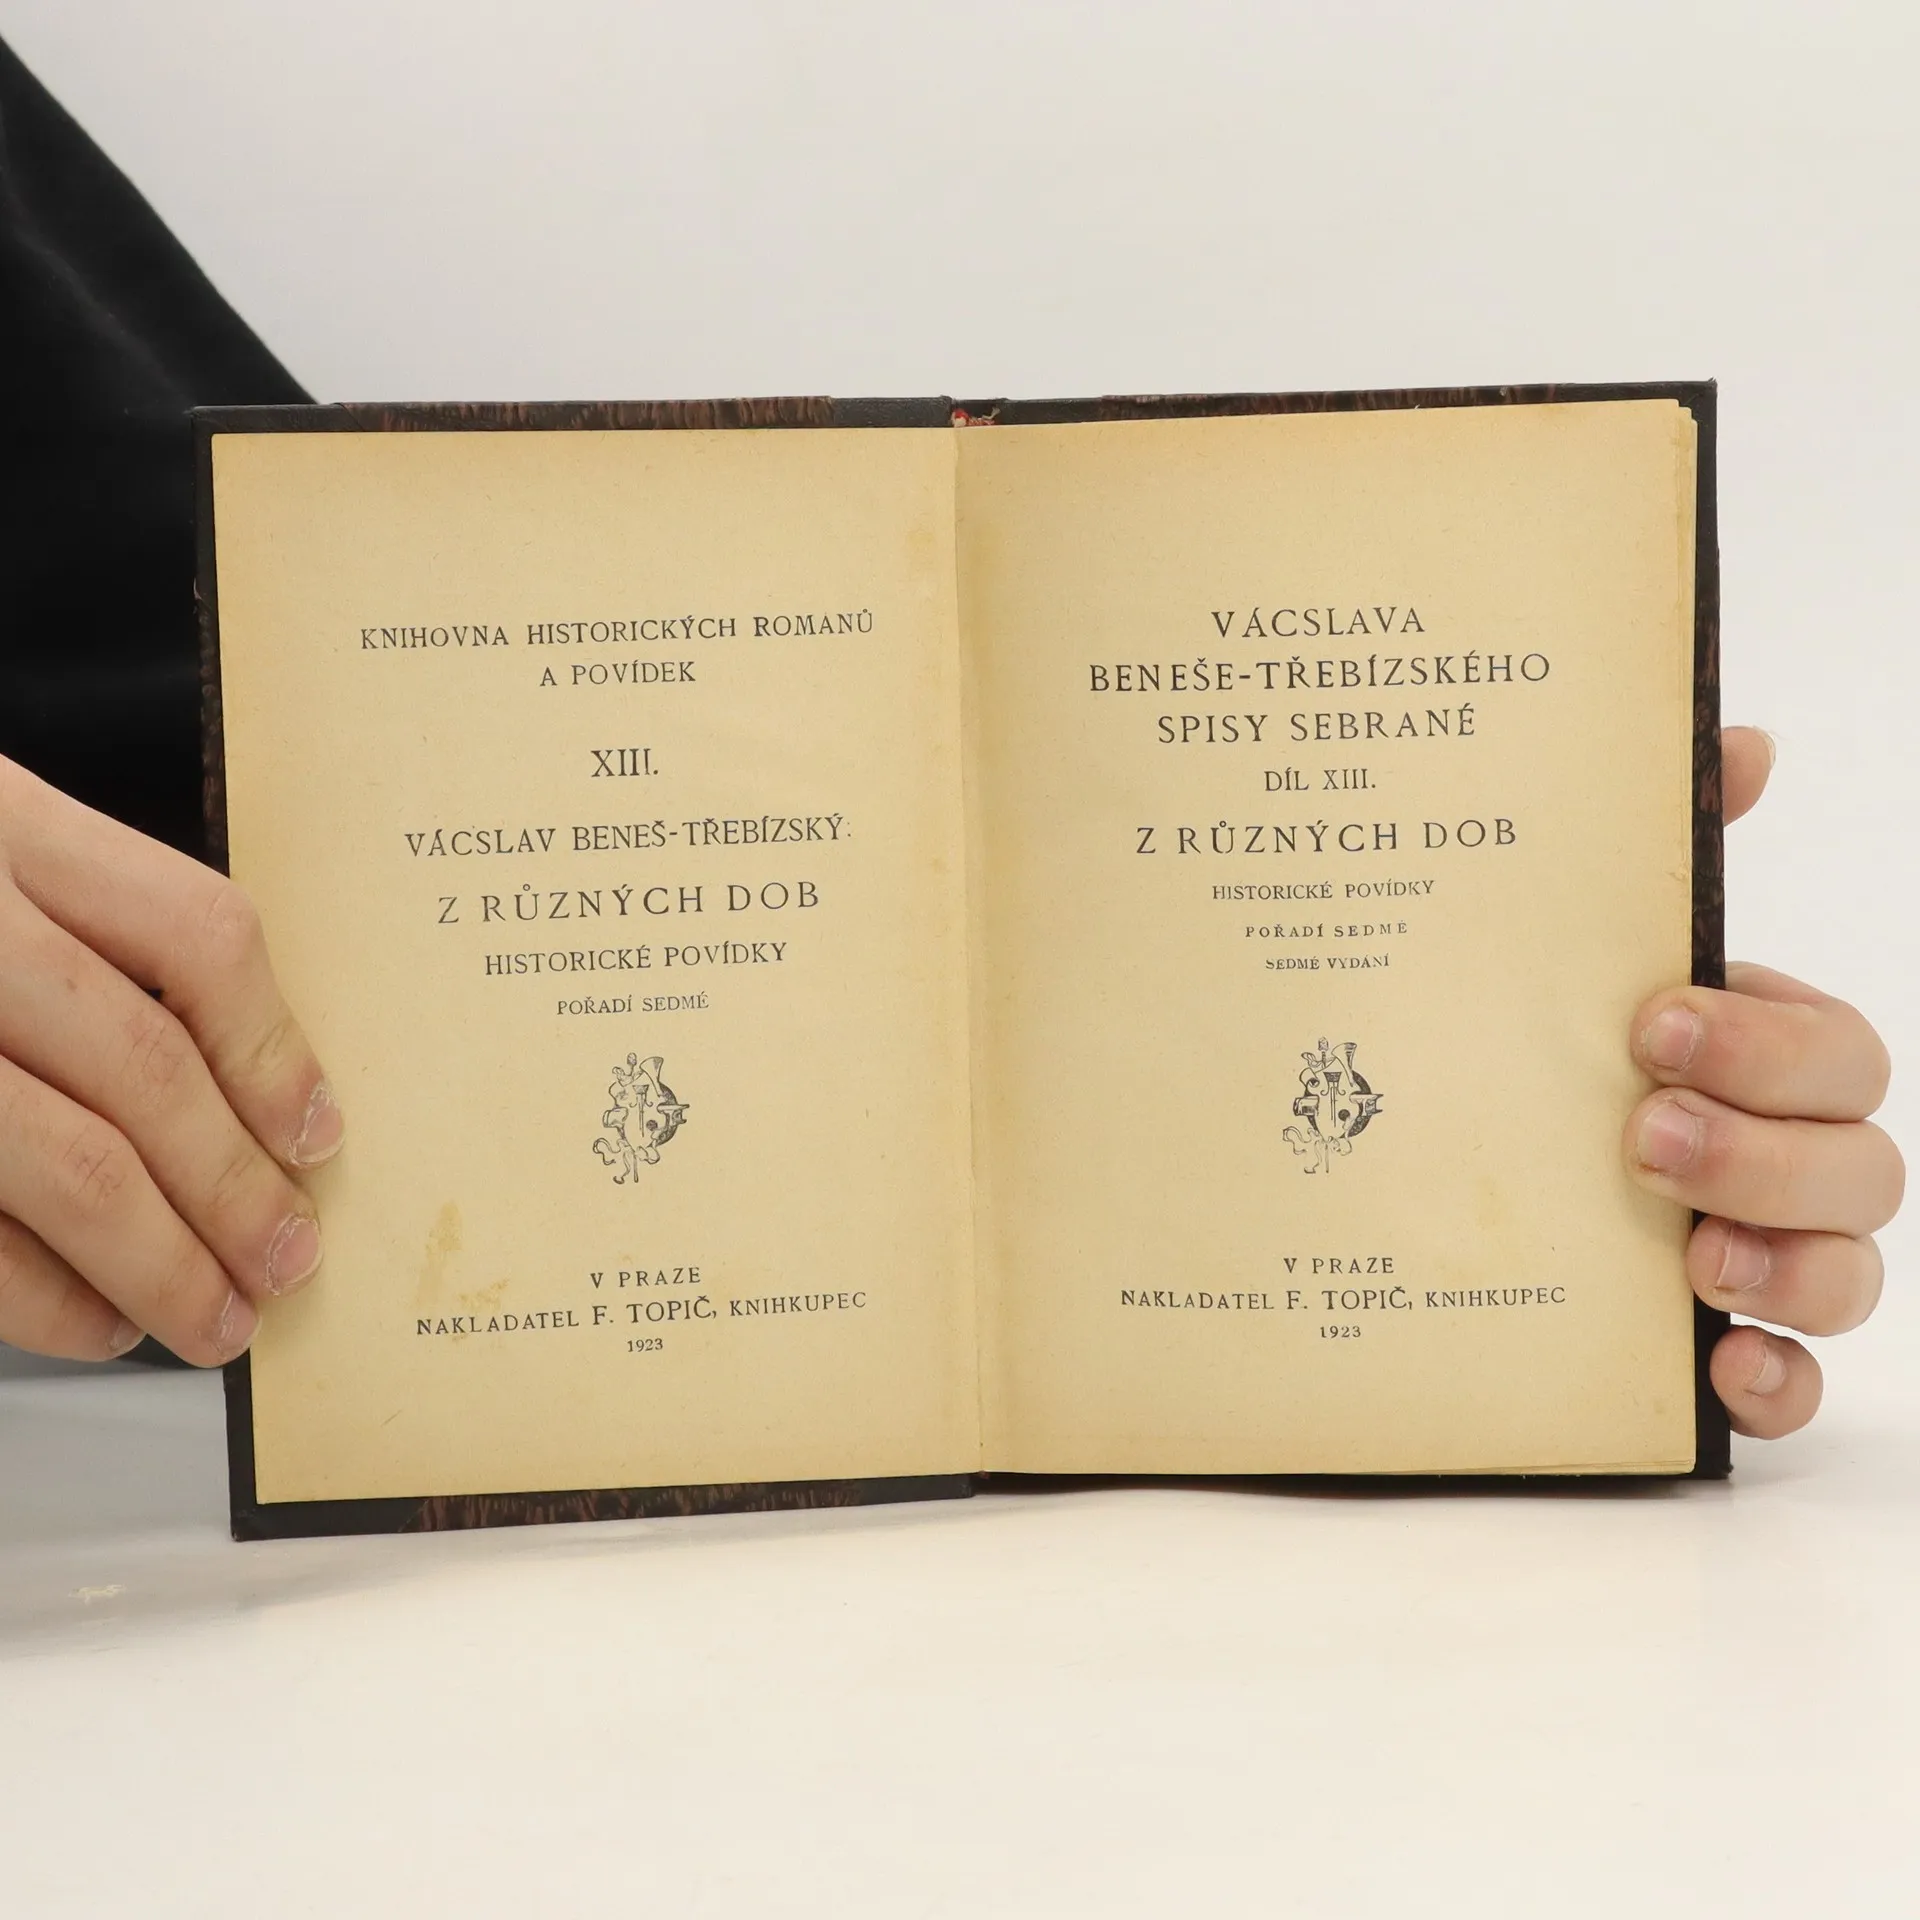 KNIHOVNA HISTORICKÝCH ROMANŮ
A POVÍDEK
XIII.
VÁCSLAV BENEŠ-TŘEBÍZSKÝ:
Z RŮZNÝCH DOB
HISTORICKÉ POVÍDKY
POŘADÍ SEDMÉ
V PRAZE
NAKLADATEL F. TOPIČ, KNIHKUPEC
1923
VÁCSLAVA
BENEŠE-TŘEBÍZSKÉHO
SPISY SEBRANÉ
DÍL XIII.
Z RŮZNÝCH DOB
HISTORICKÉ POVÍDKY
POŘADÍ SEDMÉ
SEDMÉ VYDÁNÍ
V PRAZE
NAKLADATEL F. TOPIČ, KNIHKUPEC
1923